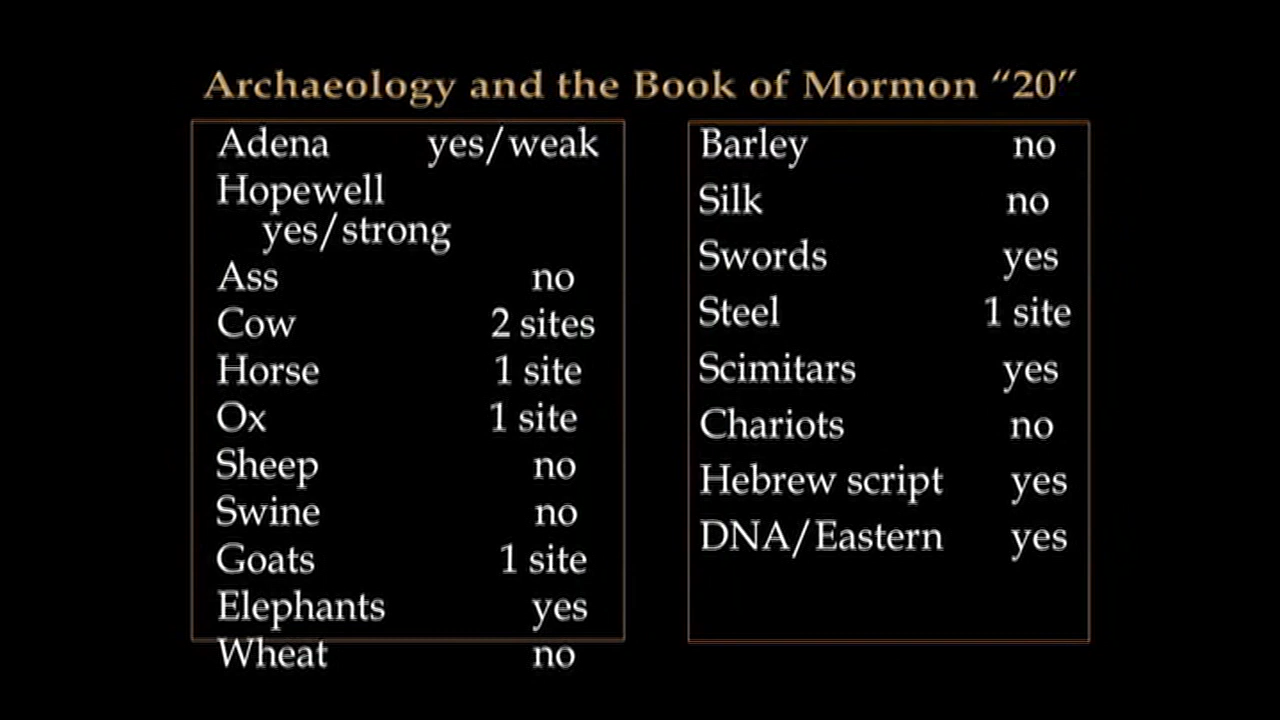 Archaeology and the Book of Mormon “20”
Adena yes/weak
Hopewell
yes/strong
Ass no
Cow 2 sites
Horse 1 site
Ox 1 site
Sheep no
Swine no
Goats 1 site
Elephants yes
Wheat no
Barley no
Silk no
Swords yes
Steel 1 site
Scimitars yes
Chariots no
Hebrew script yes
DNA/Eastern yes